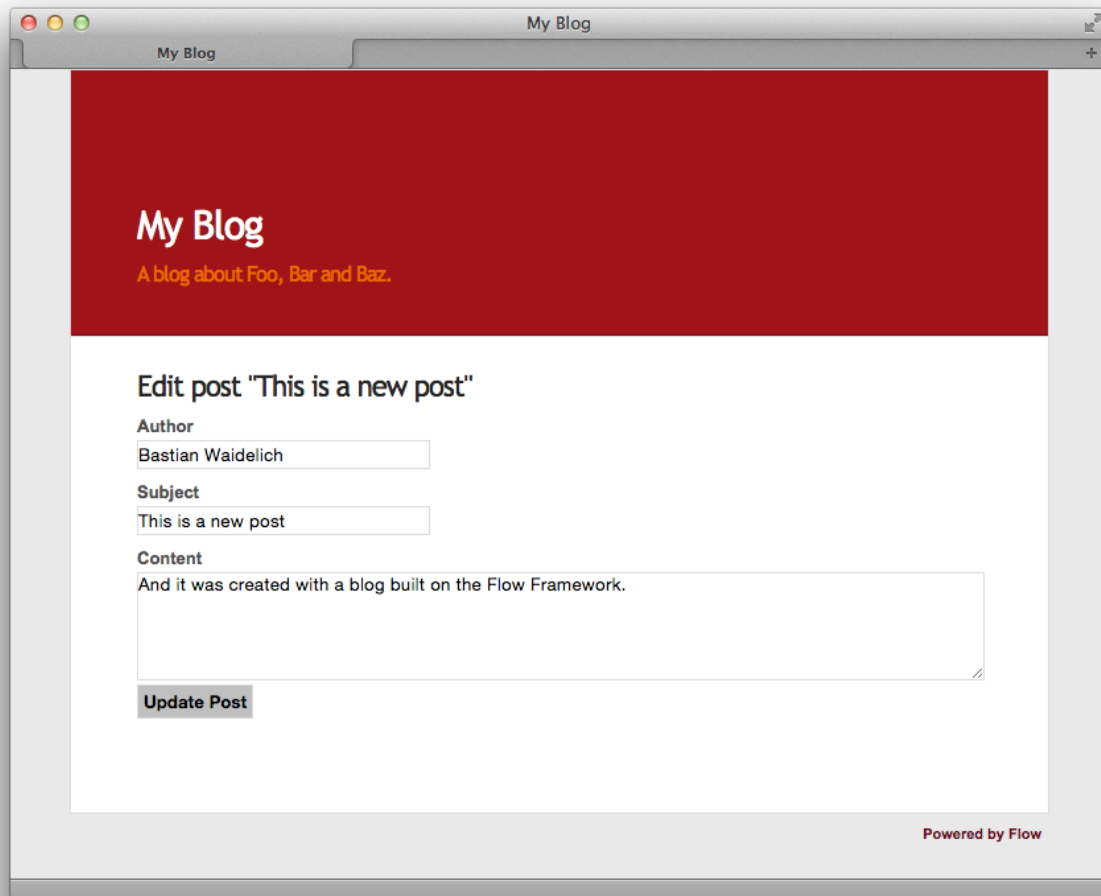 My Blog
My Blog
My Blog
A blog about Foo, Bar and Baz.
Edit post "This is a new post"
Author
Bastian Waidelich
Subject
This is a new post
Content
And it was created with a blog built on the Flow Framework.
Update Post
Powered by Flow